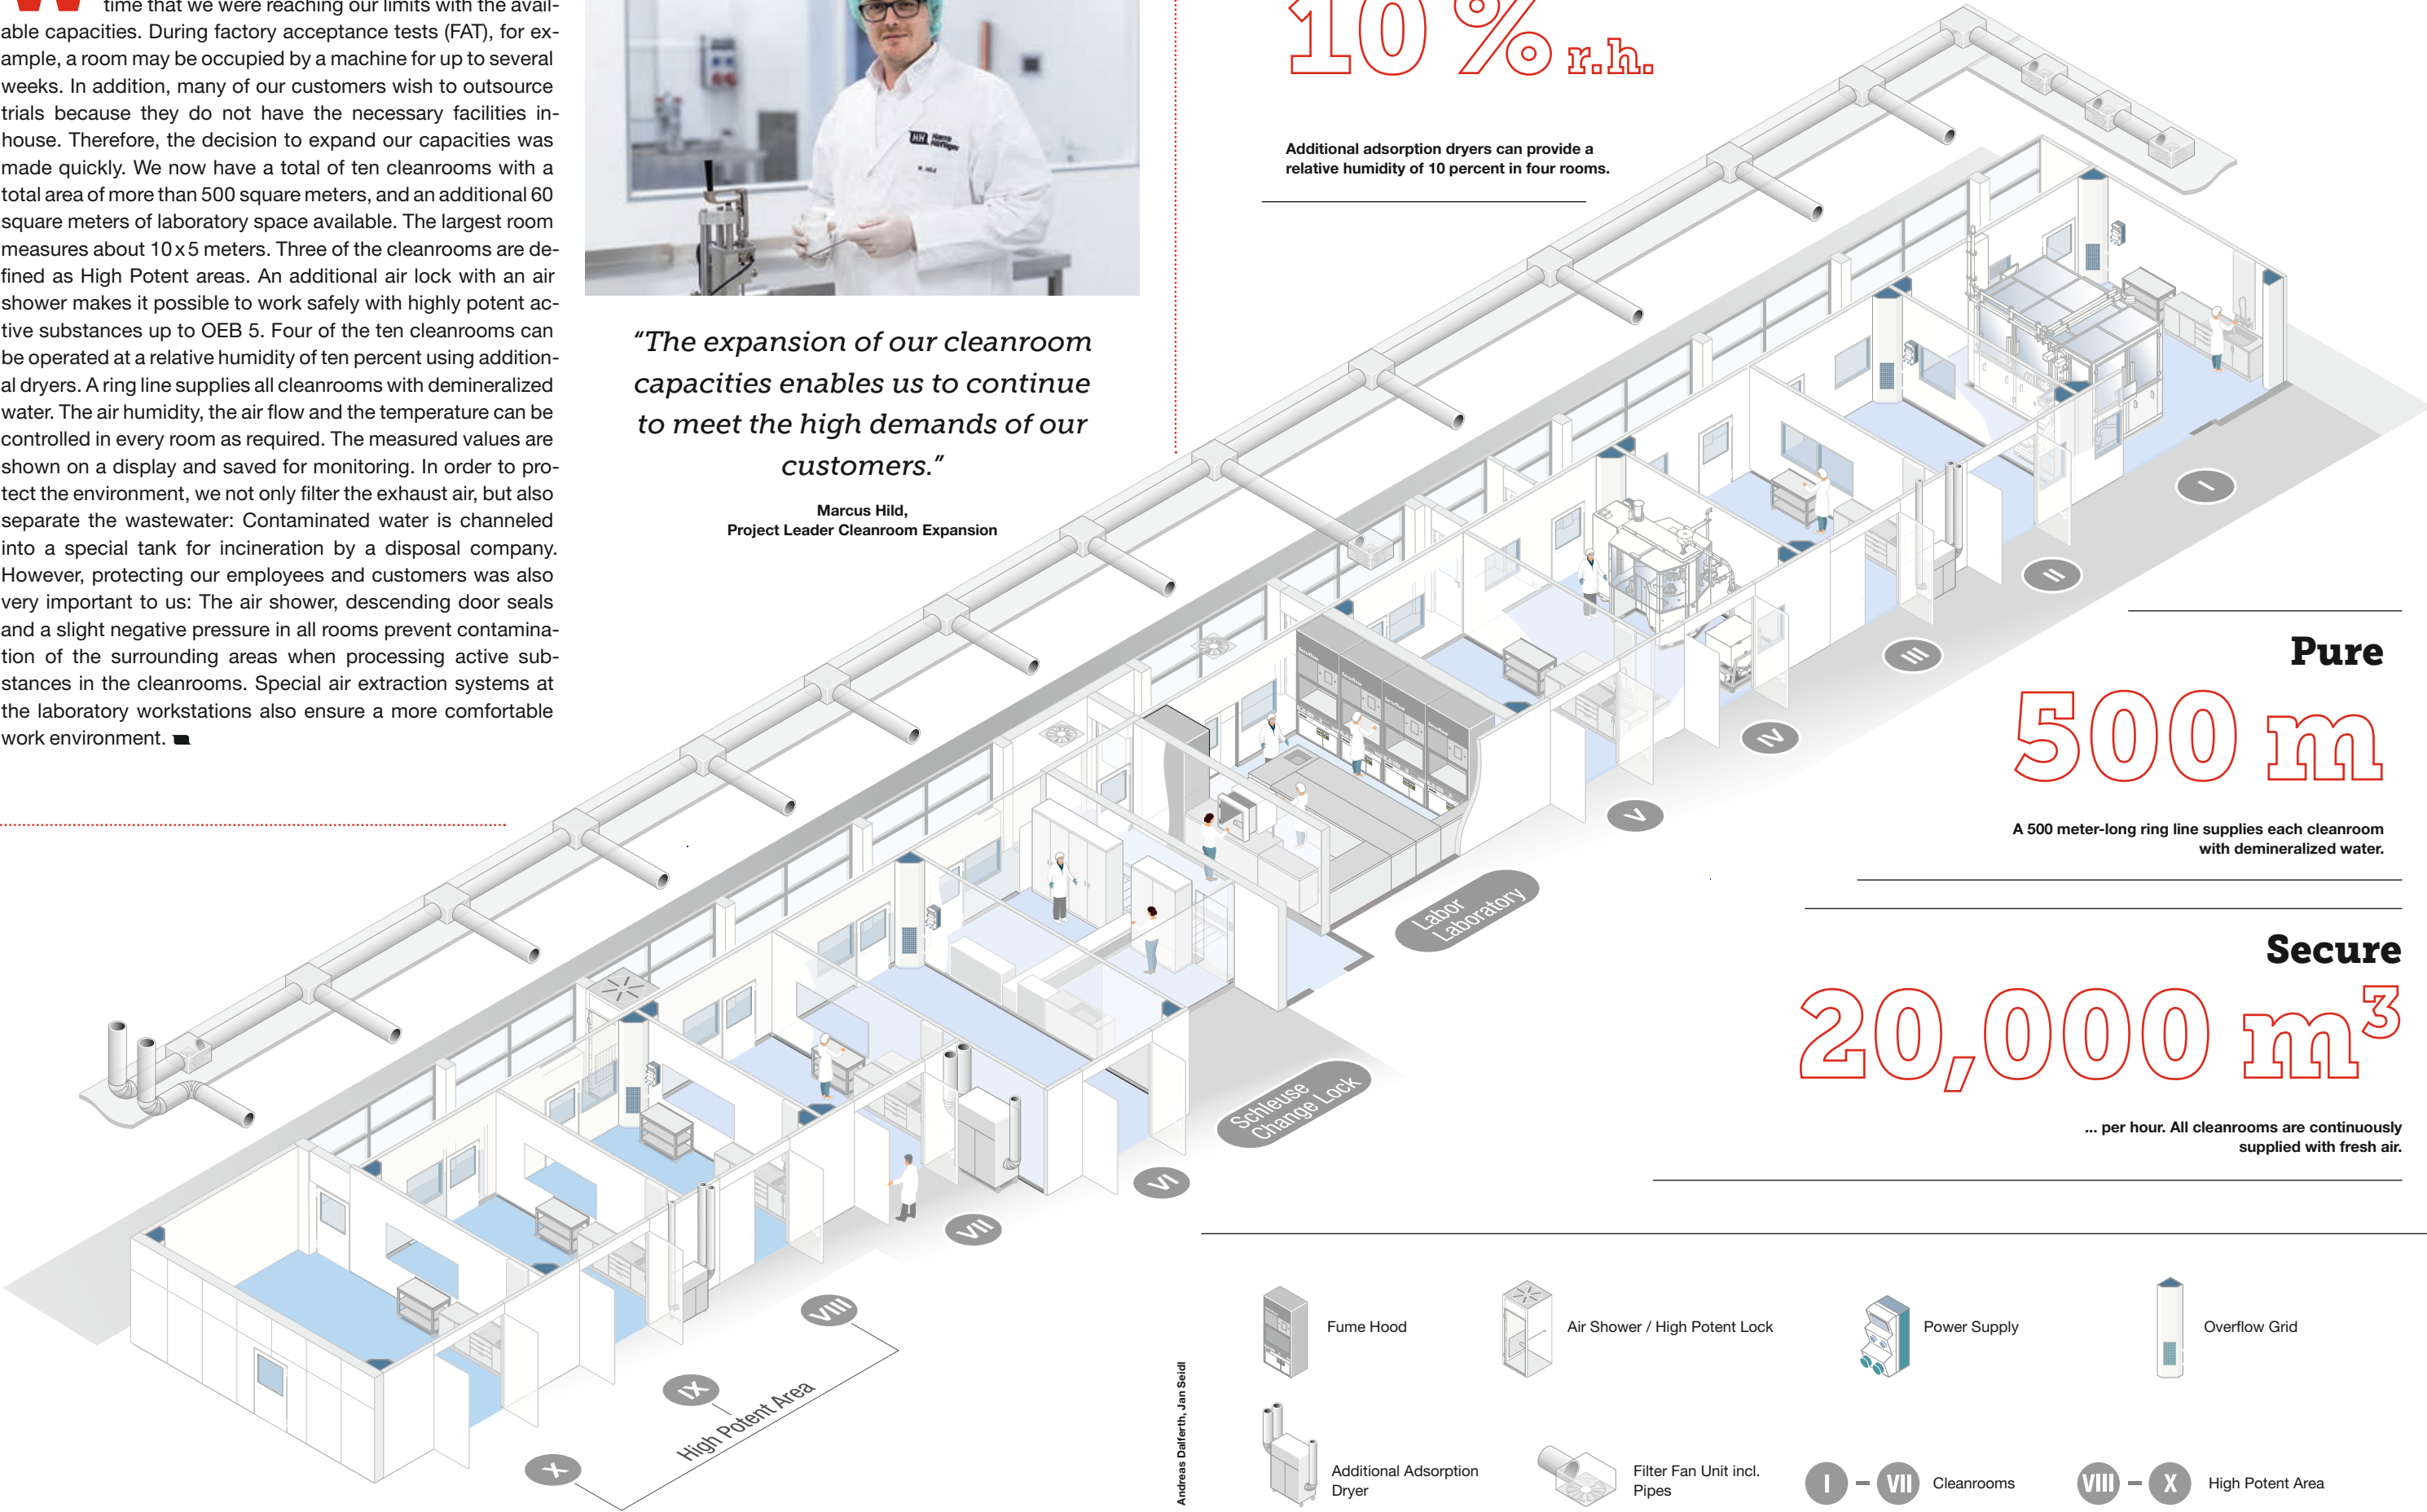 time that we were reaching our limits with the avail-
able capacities. During factory acceptance tests (FAT), for ex-
ample, a room may be occupied by a machine for up to several
weeks. In addition, many of our customers wish to outsource
trials because they do not have the necessary facilities in-
house. Therefore, the decision to expand our capacities was
made quickly. We now have a total of ten cleanrooms with a
total area of more than 500 square meters, and an additional 60
square meters of laboratory space available. The largest room
measures about 10 x 5 meters. Three of the cleanrooms are de-
fined as High Potent areas. An additional air lock with an air
shower makes it possible to work safely with highly potent ac-
tive substances up to OEB 5. Four of the ten cleanrooms can
be operated at a relative humidity of ten percent using addition-
al dryers. A ring line supplies all cleanrooms with demineralized
water. The air humidity, the air flow and the temperature can be
controlled in every room as required. The measured values are
shown on a display and saved for monitoring. In order to pro-
tect the environment, we not only filter the exhaust air, but also
separate the wastewater: Contaminated water is channeled
into a special tank for incineration by a disposal company.
However, protecting our employees and customers was also
very important to us: The air shower, descending door seals
and a slight negative pressure in all rooms prevent contamina-
tion of the surrounding areas when processing active sub-
stances in the cleanrooms. Special air extraction systems at
the laboratory workstations also ensure a more comfortable
work environment.
HH Harro
Höfliger
M. Hild
"The expansion of our cleanroom
capacities enables us to continue
to meet the high demands of our
customers."
Marcus Hild,
Project Leader Cleanroom Expansion
10 % r.h.
Additional adsorption dryers can provide a
relative humidity of 10 percent in four rooms.
Pure
500 m
A 500 meter-long ring line supplies each cleanroom
with demineralized water.
Secure
20,000 m³
... per hour. All cleanrooms are continuously
supplied with fresh air.
I
II
III
IV
V
Labor
Laboratory
Schleuse
Change Lock
VI
VII
VIII
IX
X
High Potent Area
Andreas Dalferth, Jan Seidl
Fume Hood
Air Shower / High Potent Lock
Power Supply
Overflow Grid
Additional Adsorption
Dryer
Filter Fan Unit incl.
Pipes
I – VII Cleanrooms
VIII – X High Potent Area